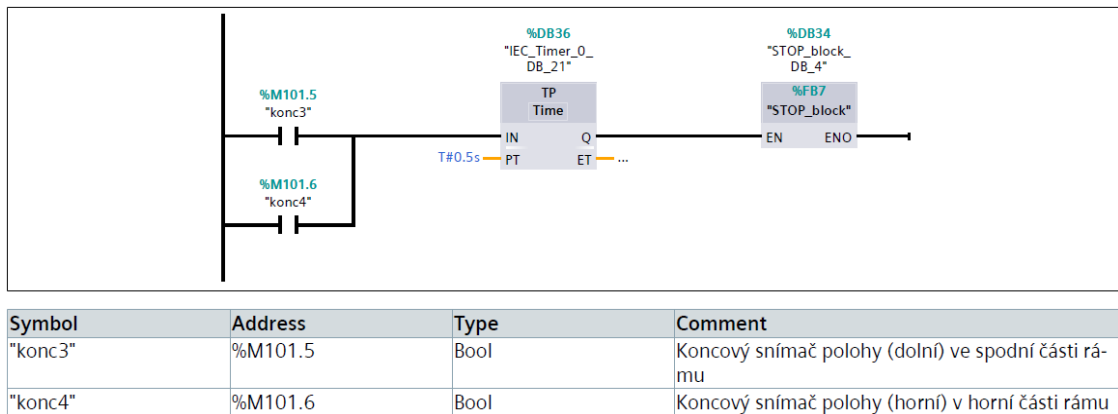 %DB36
"IEC_Timer_0_
DB_21"
%DB34
"STOP_block_
DB_4"
%M101.5
"konc3"
TP
Time
%FB7
"STOP_block"
IN Q
EN ENO
T#0.5s PT ET ...
%M101.6
"konc4"
Symbol Address Type Comment
"konc3" %M101.5 Bool Koncový snímač polohy (dolní) ve spodní části rá-
mu
"konc4" %M101.6 Bool Koncový snímač polohy (horní) v horní části rámu